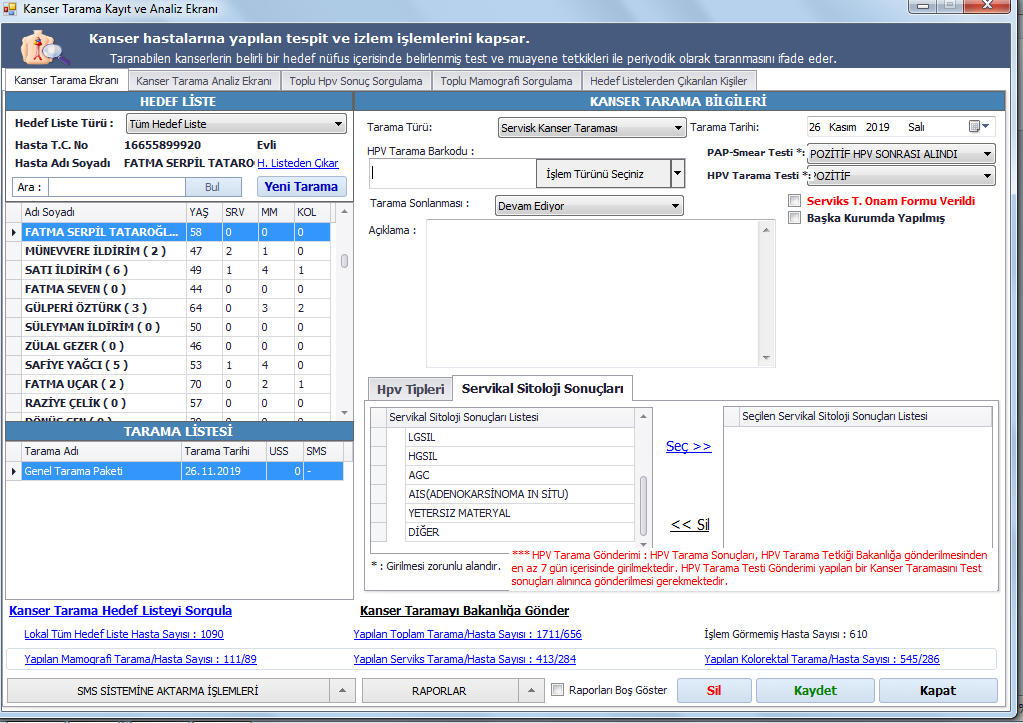 Kanser Tarama Kayıt ve Analiz Ekranı
Kanser hastalarına yapılan tespit ve izlem işlemlerini kapsar.
Taranabilen kanserlerin belirli bir hedef nüfus içerisinde belirlenmiş test ve muayene tetkikleri ile periyodik olarak taranmasını ifade eder.
Kanser Tarama Ekranı
Kanser Tarama Analiz Ekranı
Toplu Hpv Sonuç Sorgulama
Toplu Mamografi Sorgulama
Hedef Listelerden Çıkarılan Kişiler
HEDEF LİSTE
Hedef Liste Türü :
Tüm Hedef Liste
Hasta T.C. No 16655899920 Evli
Hasta Adı Soyadı FATMA SERPİL TATARO H. Listeden Çıkar
Ara : Bul Yeni Tarama
Adı Soyadı YAŞ SRV MM KOL
FATMA SERPİL TATAROĞL... 58 0 0 0
MÜNEVVERE İLDİRİM ( 2 ) 47 2 1 0
SATI İLDİRİM ( 6 ) 49 1 4 1
FATMA SEVEN ( 0 ) 44 0 0 0
GÜLPERİ ÖZTÜRK ( 3 ) 64 0 3 2
SÜLEYMAN İLDİRİM ( 0 ) 50 0 0 0
ZÜLAL GEZER ( 0 ) 46 0 0 0
SAFİYE YAĞCI ( 5 ) 53 1 4 0
FATMA UÇAR ( 2 ) 70 0 2 1
RAZİYE ÇELİK ( 0 ) 57 0 0 0
TARAMA LİSTESİ
Tarama Adı Tarama Tarihi USS SMS
Genel Tarama Paketi 26.11.2019 0 -
KANSER TARAMA BİLGİLERİ
Tarama Türü: Servisk Kanser Taraması Tarama Tarihi: 26 Kasım 2019 Salı
HPV Tarama Barkodu : PAP-Smear Testi *: POZİTİF HPV SONRASI ALINDI
İşlem Türünü Seçiniz HPV Tarama Testi *: POZİTİF
Tarama Sonlanması : Devam Ediyor
Serviks T. Onam Formu Verildi
Başka Kurumda Yapılmış
Açıklama :
Hpv Tipleri
Servikal Sitoloji Sonuçları
Servikal Sitoloji Sonuçları Listesi
LGSIL
HGSIL
AGC
AIS(ADENOKARSİNOMA IN SİTU)
YETERSIZ MATERYAL
DİĞER
Seç >>
<< Sil
Seçilen Servikal Sitoloji Sonuçları Listesi
* : Girilmesi zorunlu alandır.
*** HPV Tarama Gönderimi : HPV Tarama Sonuçları, HPV Tarama Tetkiği Bakanlığa gönderilmesinden
en az 7 gün içerisinde girilmektedir. HPV Tarama Testi Gönderimi yapılan bir Kanser Taramasını Test
sonuçları alınınca gönderilmesi gerekmektedir.
Kanser Tarama Hedef Listeyi Sorgula
Kanser Taramayı Bakanlığa Gönder
Lokal Tüm Hedef Liste Hasta Sayısı : 1090
Yapılan Toplam Tarama/Hasta Sayısı : 1711/656
İşlem Görmemiş Hasta Sayısı : 610
Yapılan Mamografi Tarama/Hasta Sayısı : 111/89
Yapılan Serviks Tarama/Hasta Sayısı : 413/284
Yapılan Kolorektal Tarama/Hasta Sayısı : 545/286
SMS SİSTEMİNE AKTARMA İŞLEMLERİ
RAPORLAR
Raporları Boş Göster
Sil
Kaydet
Kapat